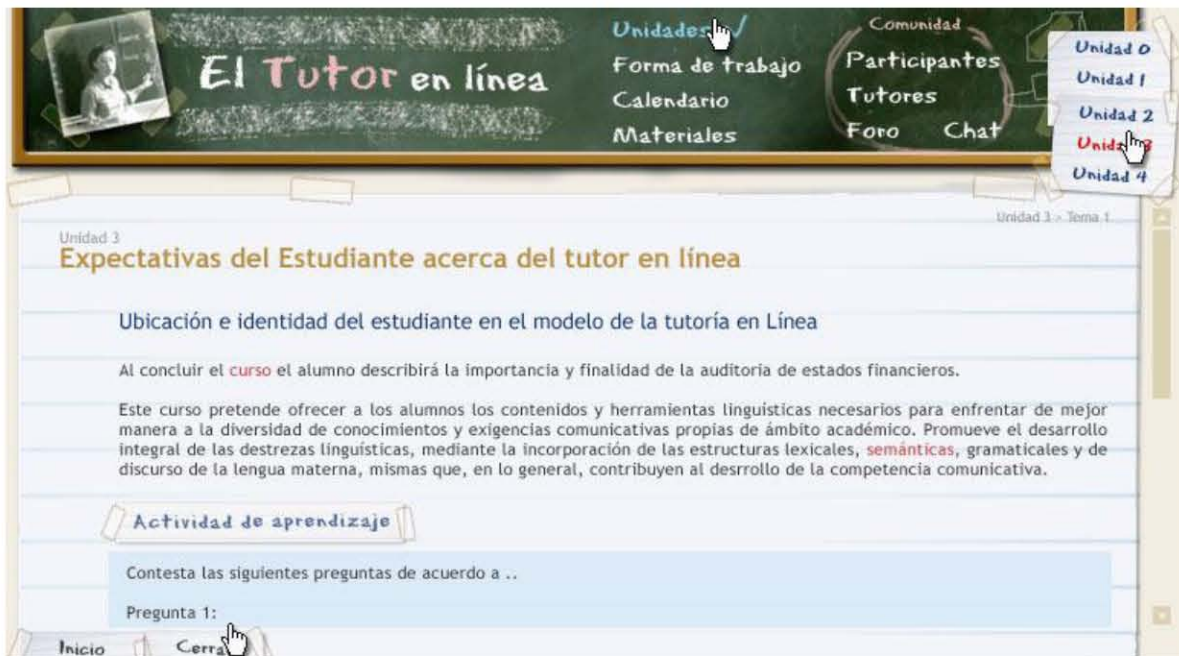 El Tutor en línea
Unidades
Forma de trabajo
Calendario
Materiales
Comunidad
Participantes
Tutores
Foro Chat
Unidad 0
Unidad 1
Unidad 2
Unidad 3
Unidad 4
Unidad 3 > Tema 1
Unidad 3
Expectativas del Estudiante acerca del tutor en línea
Ubicación e identidad del estudiante en el modelo de la tutoría en Línea
Al concluir el curso el alumno describirá la importancia y finalidad de la auditoria de estados financieros.
Este curso pretende ofrecer a los alumnos los contenidos y herramientas linguísticas necesarios para enfrentar de mejor
manera a la diversidad de conocimientos y exigencias comunicativas propias de ámbito académico. Promueve el desarrollo
integral de las destrezas linguísticas, mediante la incorporación de las estructuras lexicales, semánticas, gramaticales y de
discurso de la lengua materna, mismas que, en lo general, contribuyen al desrrollo de la competencia comunicativa.
Actividad de aprendizaje
Contesta las siguientes preguntas de acuerdo a ..
Pregunta 1:
Inicio